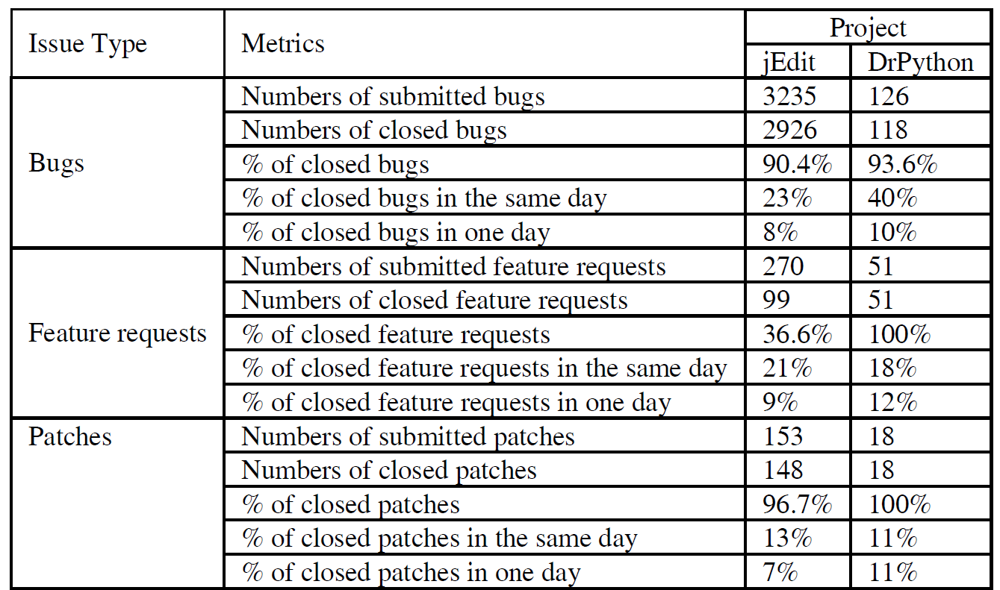 Issue Type Metrics Project
jEdit DrPython
Bugs
Numbers of submitted bugs 3235 126
Numbers of closed bugs 2926 118
% of closed bugs 90.4% 93.6%
% of closed bugs in the same day 23% 40%
% of closed bugs in one day 8% 10%
Feature requests
Numbers of submitted feature requests 270 51
Numbers of closed feature requests 99 51
% of closed feature requests 36.6% 100%
% of closed feature requests in the same day 21% 18%
% of closed feature requests in one day 9% 12%
Patches
Numbers of submitted patches 153 18
Numbers of closed patches 148 18
% of closed patches 96.7% 100%
% of closed patches in the same day 13% 11%
% of closed patches in one day 7% 11%